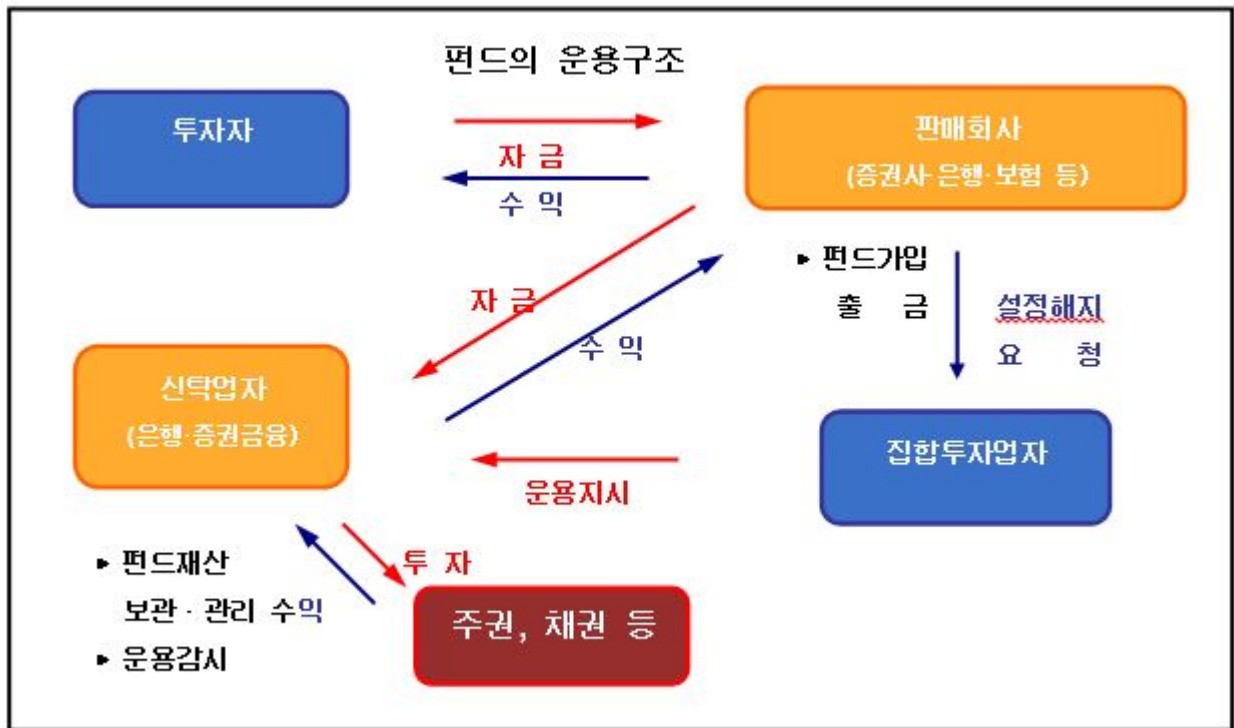 펀드의 운용구조
투자자
판매회사
(증권사·은행·보험 등)
자 금
수 익
▸ 펀드가입
출 금
설정해지
요 청
자 금
수 익
신탁업자
(은행·증권금융)
집합투자업자
운용지시
▸ 펀드재산
보관·관리 수익
▸ 운용감시
투 자
주권, 채권 등